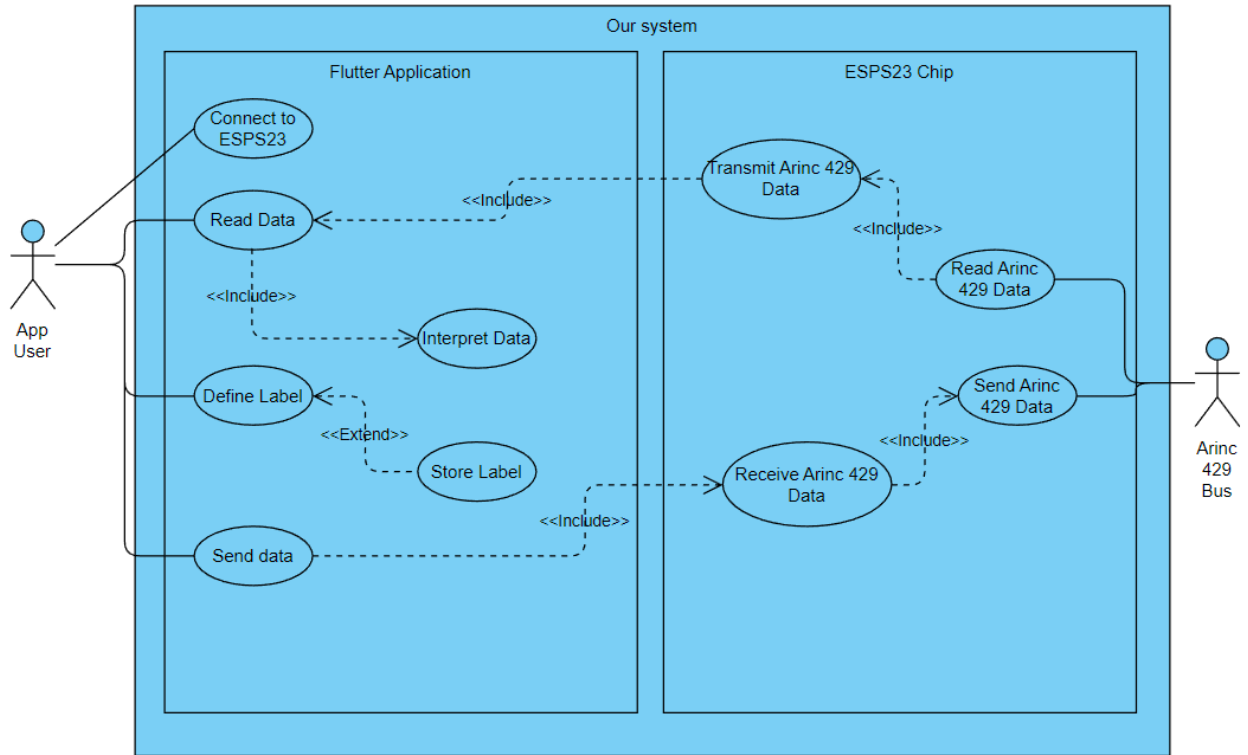 Our system
Flutter Application
ESPS23 Chip
Connect to
ESPS23
Transmit Arinc 429
Data
<<Include>>
Read Data
<<Include>>
Read Arinc
429 Data
<<Include>>
App
User
Interpret Data
Define Label
Send Arinc
429 Data
<<Extend>>
<<Include>>
Store Label
Receive Arinc 429
Data
Arinc
429
Bus
<<Include>>
Send data